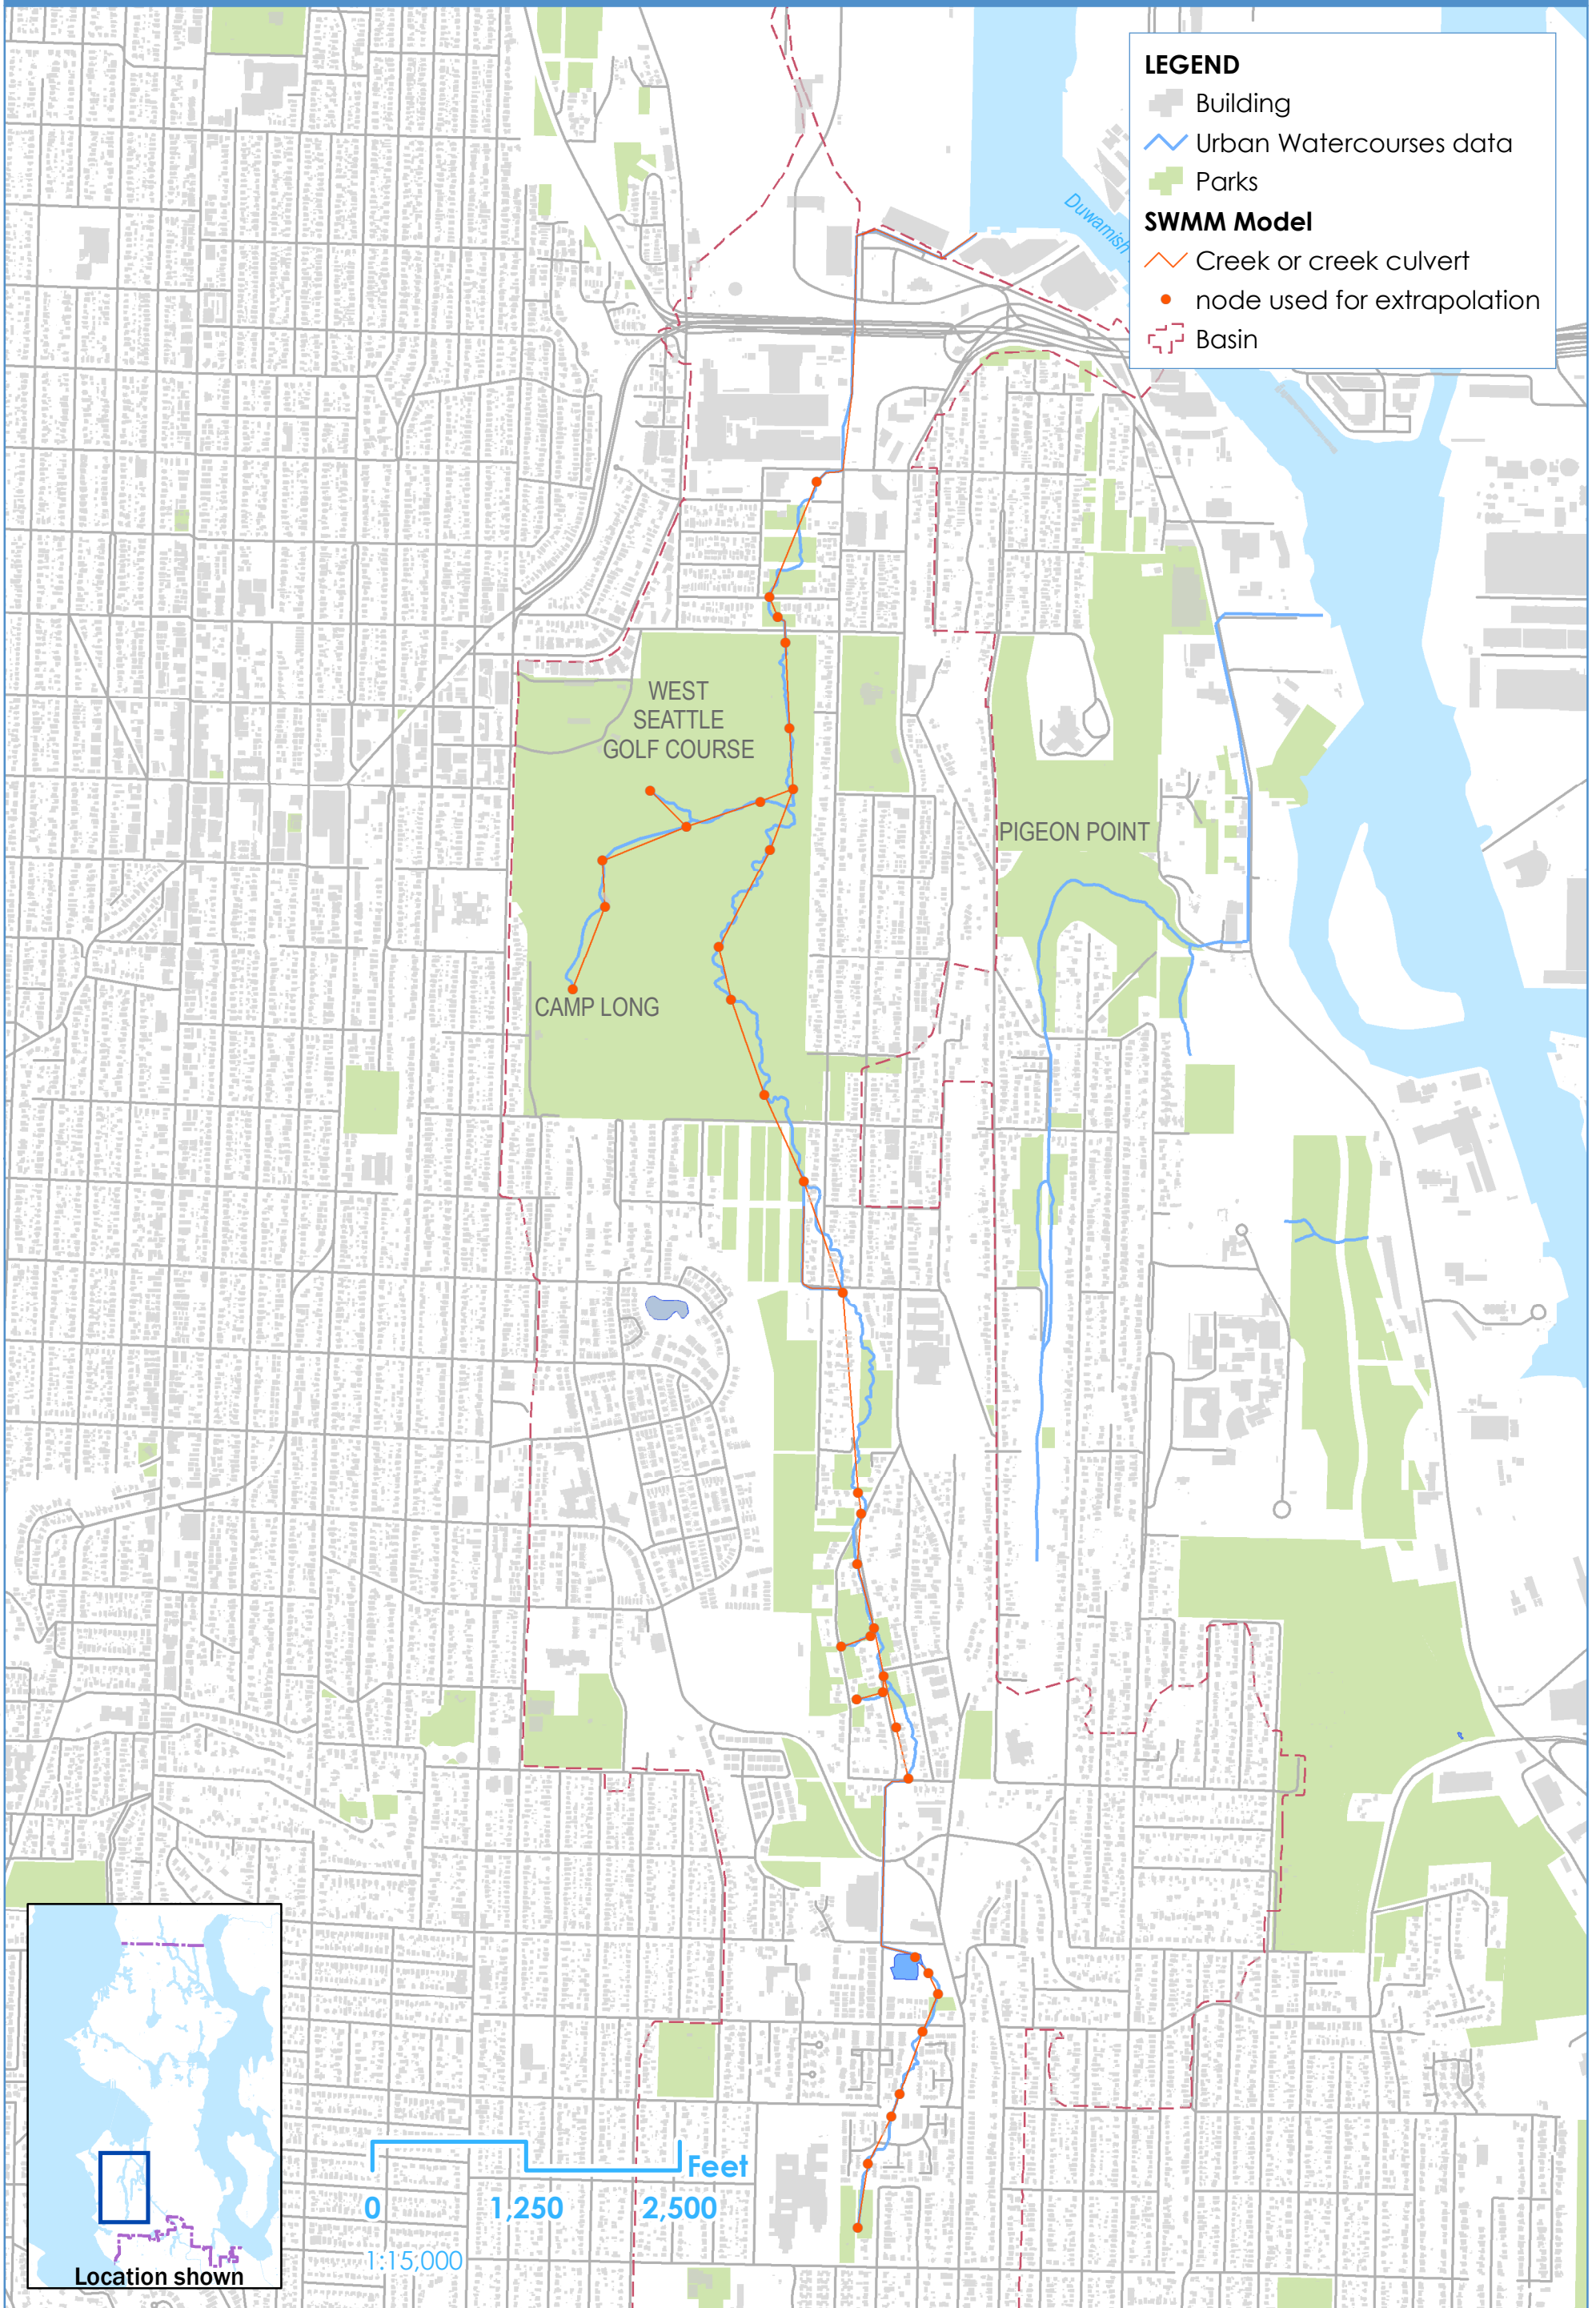 LEGEND
Building
Urban Watercourses data
Parks
SWMM Model
Creek or creek culvert
node used for extrapolation
Basin
Duwamish
WEST
SEATTLE
GOLF COURSE
PIGEON POINT
CAMP LONG
Feet
0 1,250 2,500
1:15,000
Location shown